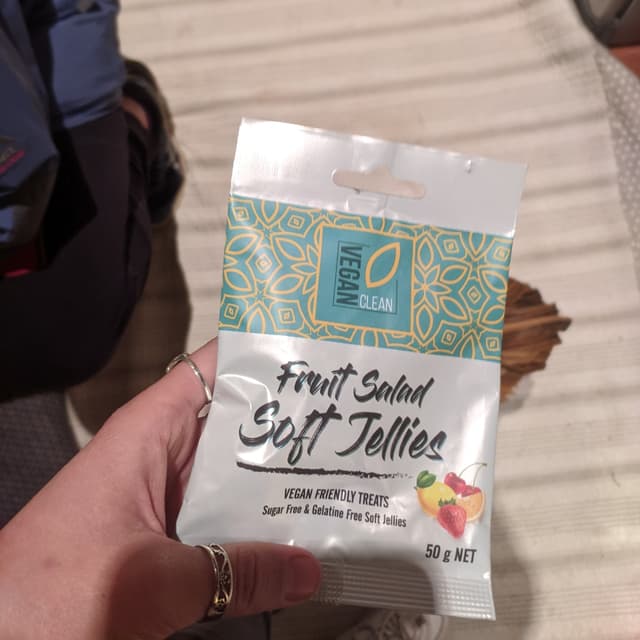 VEGAN
CLEAN
Fruit Salad
Soft Jellies
VEGAN FRIENDLY TREATS
Sugar Free & Gelatine Free Soft Jellies
50 g NET